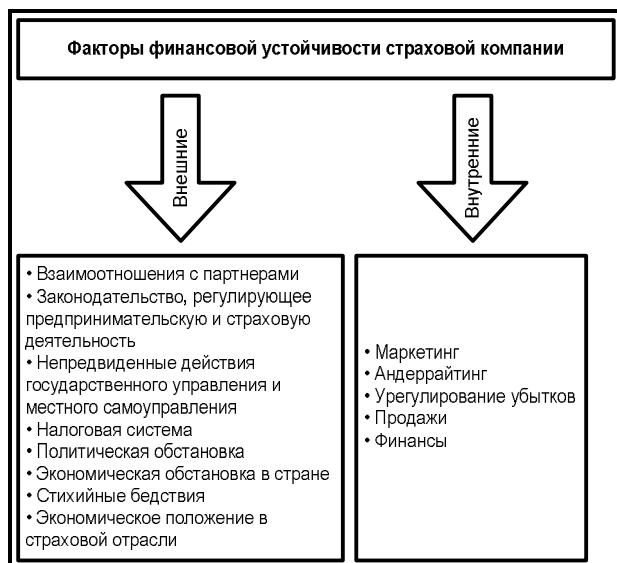 Факторы финансовой устойчивости страховой компании
Внешние
Внутренние
• Взаимоотношения с партнерами
• Законодательство, регулирующее
предпринимательскую и страховую
деятельность
• Непредвиденные действия
государственного управления и
местного самоуправления
• Налоговая система
• Политическая обстановка
• Экономическая обстановка в стране
• Стихийные бедствия
• Экономическое положение в
страховой отрасли
• Маркетинг
• Андеррайтинг
• Урегулирование убытков
• Продажи
• Финансы